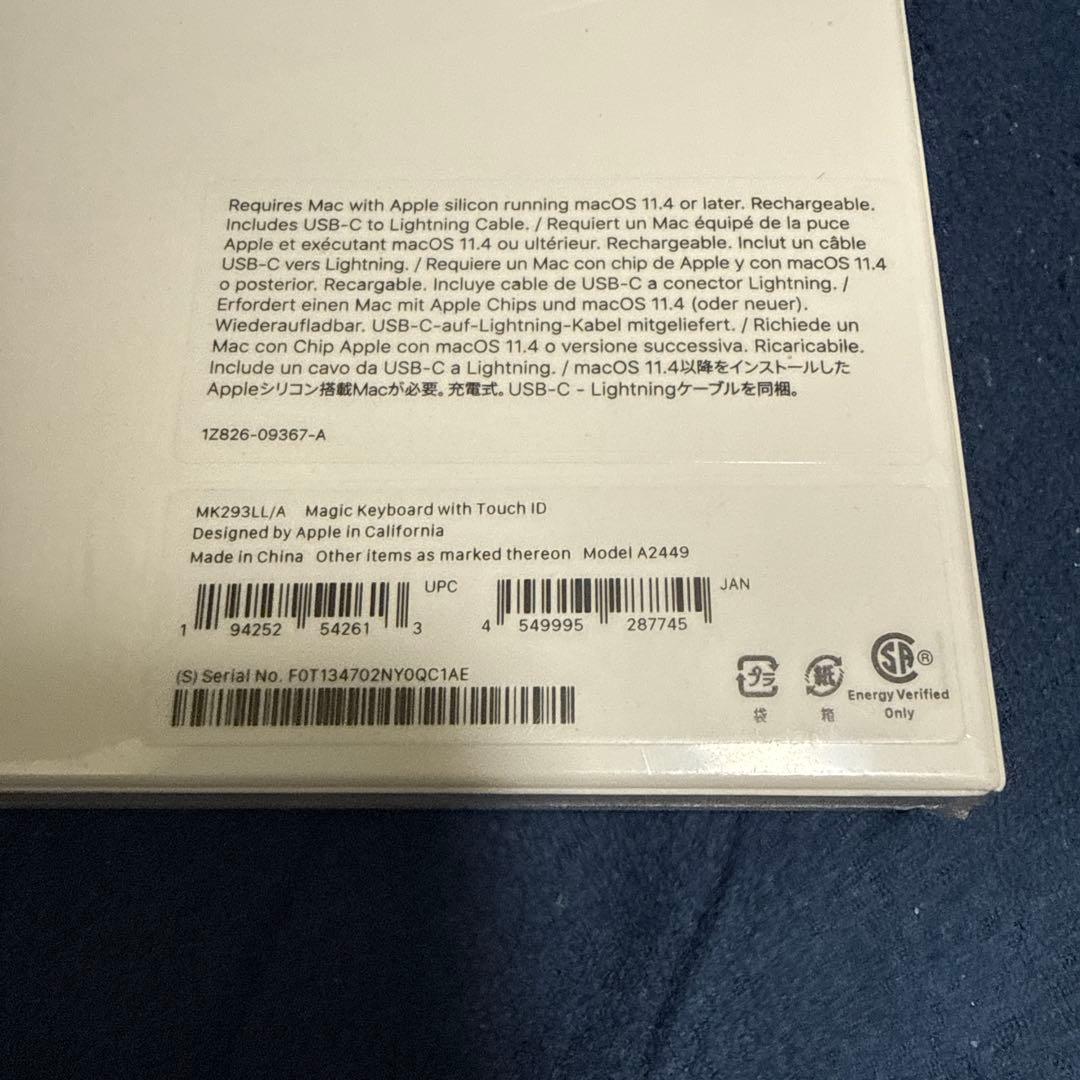 Requires Mac with Apple silicon running macOS 11.4 or later. Rechargeable.
Includes USB-C to Lightning Cable. / Requiert un Mac équipé de la puce
Apple et exécutant macOS 11.4 ou ultérieur. Rechargeable. Inclut un câble
USB-C vers Lightning. / Requiere un Mac con chip de Apple y con macOS 11.4
o posterior. Recargable. Incluye cable de USB-C a conector Lightning. /
Erfordert einen Mac mit Apple Chips und macOS 11.4 (oder neuer).
Wiederaufladbar. USB-C-auf-Lightning-Kabel mitgeliefert. / Richiede un
Mac con Chip Apple con macOS 11.4 o versione successiva. Ricaricabile.
Include un cavo da USB-C a Lightning. / macOS 11.4以降をインストールした
Appleシリコン搭載Macが必要。充電式。USB-C - Lightningケーブルを同梱。
1Z826-09367-A
MK293LL/A Magic Keyboard with Touch ID
Designed by Apple in California
Made in China Other items as marked thereon Model A2449
UPC
1 94252 54261 3
JAN
4 549995 287745
(S) Serial No. F0T134702NY0QC1AE
プラ
袋
紙
箱
SA®
Energy Verified
Only